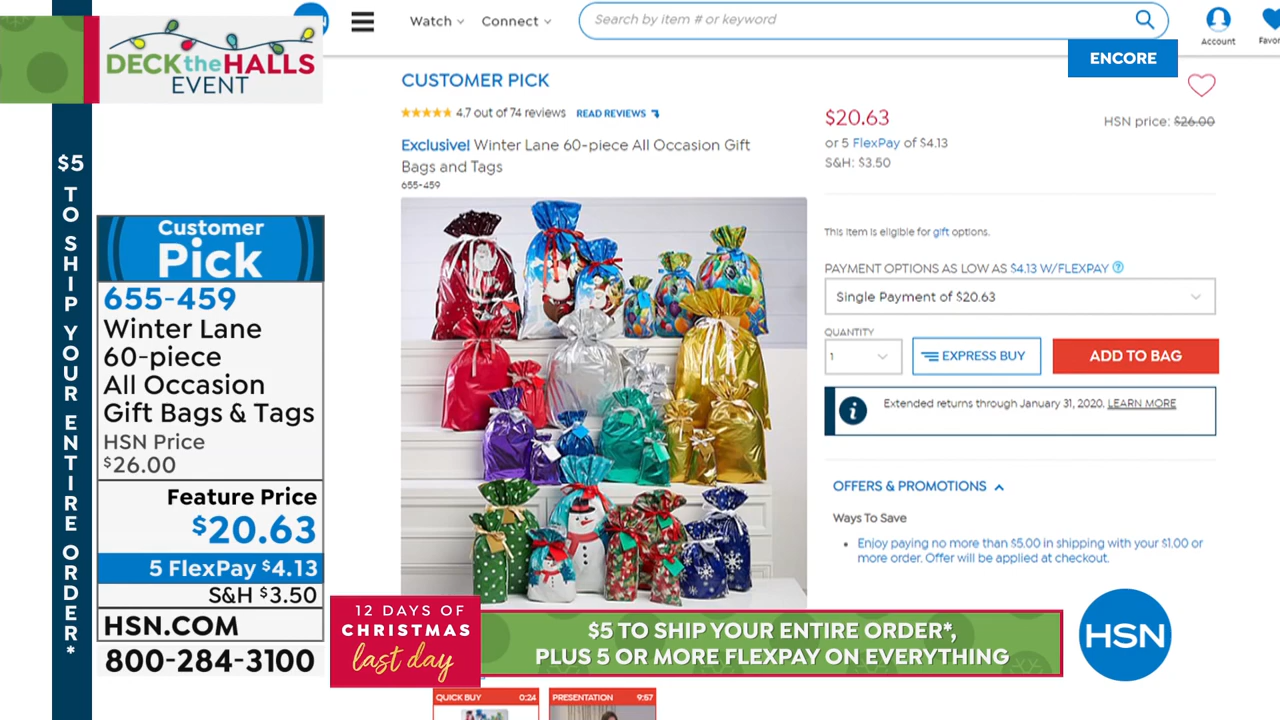 DECK the HALLS
EVENT
$5 TO SHIP YOUR ENTIRE ORDER*
Customer
Pick
655-459
Winter Lane
60-piece
All Occasion
Gift Bags & Tags
HSN Price
$26.00
Feature Price
$20.63
5 FlexPay $4.13
S&H $3.50
HSN.COM
800-284-3100
Watch
Connect
Search by item # or keyword
Account
ENCORE
CUSTOMER PICK
4.7 out of 74 reviews READ REVIEWS
Exclusive! Winter Lane 60-piece All Occasion Gift
Bags and Tags
655-459
$20.63
HSN price: $26.00
or 5 FlexPay of $4.13
S&H: $3.50
This item is eligible for gift options.
PAYMENT OPTIONS AS LOW AS $4.13 W/FLEXPAY ?
Single Payment of $20.63
QUANTITY
1
EXPRESS BUY
ADD TO BAG
i
Extended returns through January 31, 2020. LEARN MORE
OFFERS & PROMOTIONS
Ways To Save
Enjoy paying no more than $5.00 in shipping with your $1.00 or
more order. Offer will be applied at checkout.
12 DAYS OF
CHRISTMAS
last day
$5 TO SHIP YOUR ENTIRE ORDER*,
PLUS 5 OR MORE FLEXPAY ON EVERYTHING
HSN
QUICK BUY 0:24
PRESENTATION 9:57